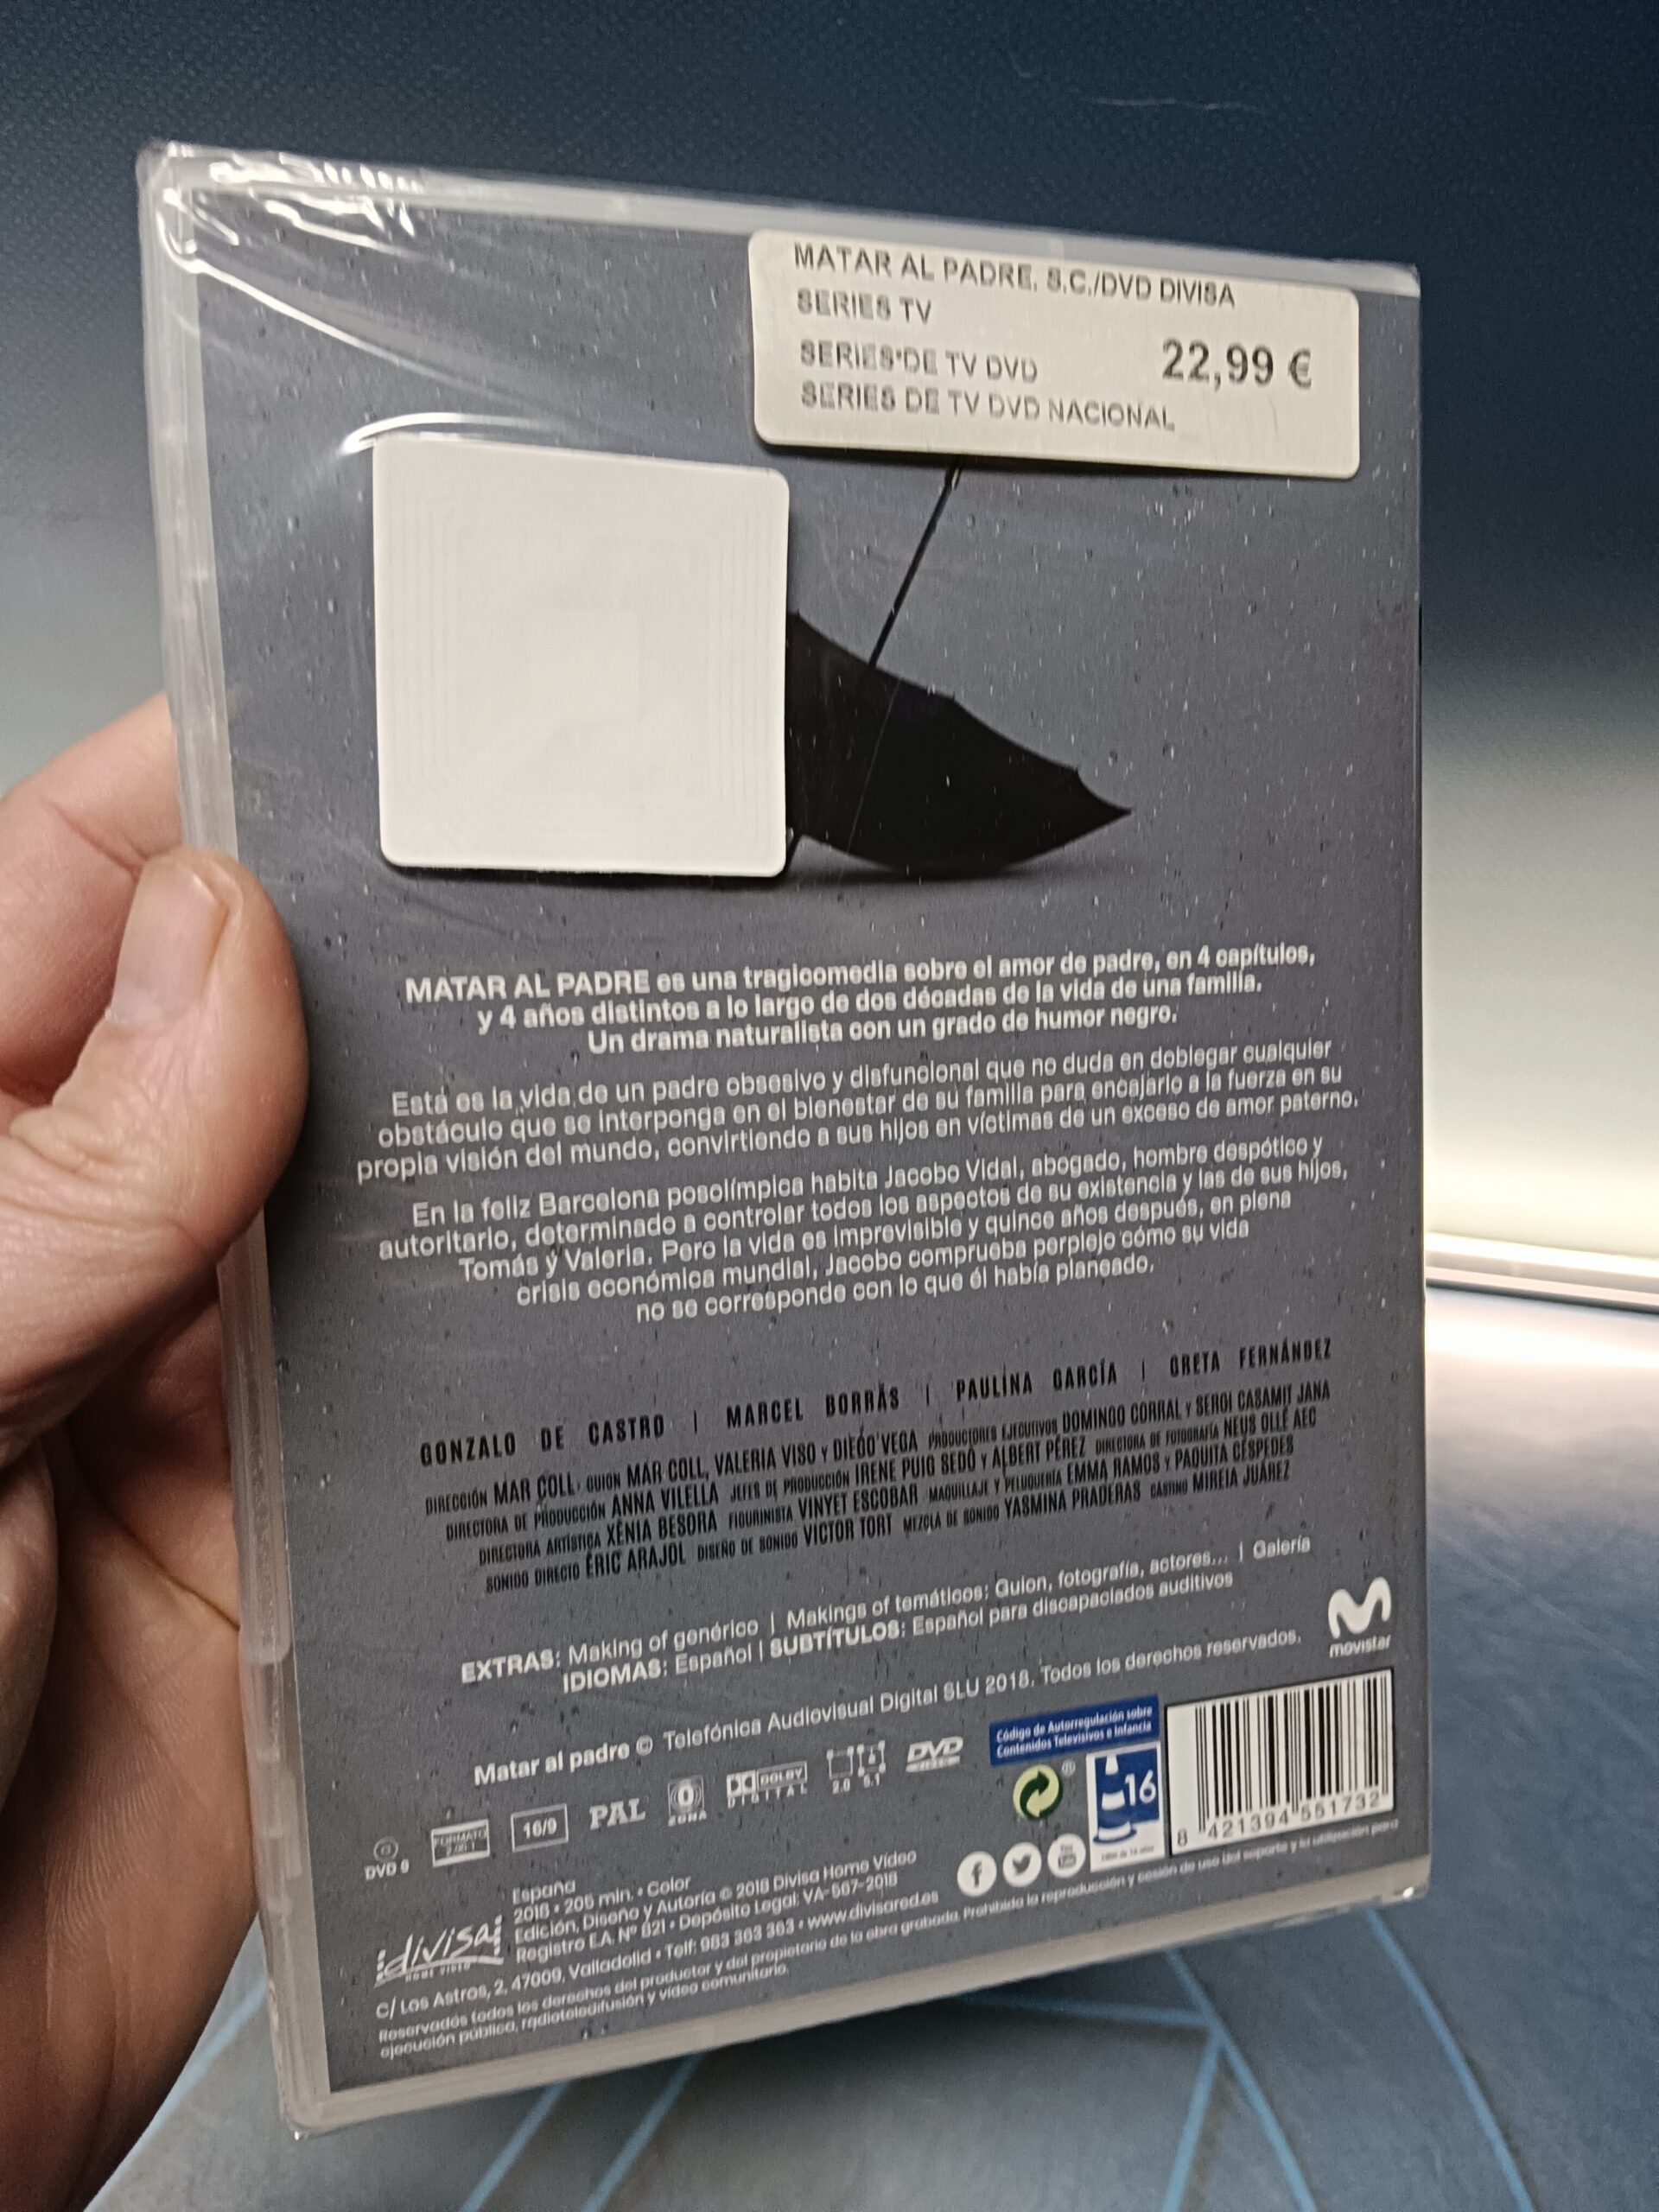 MATAR AL PADRE. S.C./DVD DIVISA
SERIES TV
SERIES DE TV DVD
22,99 €
SERIES DE TV DVD NACIONAL
MATAR AL PADRE es una tragicomedia sobre el amor de padre, en 4 capítulos,
y 4 años distintos a lo largo de dos décadas de la vida de una familia.
Un drama naturalista con un grado de humor negro.
Está es la vida de un padre obsesivo y disfuncional que no duda en doblegar cualquier
obstáculo que se interponga en el bienestar de su familia para encajarlo a la fuerza en su
propia visión del mundo, convirtiendo a sus hijos en víctimas de un exceso de amor paterno.
En la feliz Barcelona posolímpica habita Jacobo Vidal, abogado, hombre despótico y
autoritario, determinado a controlar todos los aspectos de su existencia y las de sus hijos,
Tomás y Valeria. Pero la vida es imprevisible y quince años después, en plena
crisis económica mundial, Jacobo comprueba perplejo cómo su vida
no se corresponde con lo que él había planeado.
GONZALO DE CASTRO | MARCEL BORRÀS | PAULINA GARCÍA | GRETA FERNÁNDEZ
DIRECCIÓN MAR COLL GUION MAR COLL, VALERIA VISO Y DIEGO VEGA PRODUCTORES EJECUTIVOS DOMINGO CORRAL Y SERGI CASAMITJANA
DIRECTORA DE PRODUCCIÓN ANNA VILELLA JEFES DE PRODUCCIÓN IRENE PUIG SEDÓ Y ALBERT PÉREZ DIRECTORA DE FOTOGRAFÍA NEUS OLLÉ AEC
DIRECTORA ARTÍSTICA XÈNIA BESORA FIGURINISTA VINYET ESCOBAR MAQUILLAJE Y PELUQUERÍA EMMA RAMOS Y PAQUITA CÉSPEDES
SONIDO DIRECTO ÈRIC ARAJOL DISEÑO DE SONIDO VICTOR TORT MEZCLA DE SONIDO YASMINA PRADERAS CASTING MIREIA JUÁREZ
EXTRAS: Making of genérico | Makings of temáticos: Guion, fotografía, actores... | Galería
IDIOMAS: Español | SUBTÍTULOS: Español para discapaciados auditivos
movistar
Matar al padre © Telefónica Audiovisual Digital SLU 2018. Todos los derechos reservados.
Código de Autorregulación sobre
Contenidos Televisivos e Infancia
DVD 9
FORMATO
2.00:1
16/9
PAL
0
ZONA
DOLBY
DIGITAL
2.0
5.1
DVD
®
16
8 421394 551732
España
2018 • 205 min. • Color
Edición, Diseño y Autoría © 2018 Divisa Home Vídeo
Registro E.A. Nº 821 • Depósito Legal: VA-567-2018
divisa
HOME VIDEO
C/ Los Astros, 2, 47009, Valladolid • Telf: 983 363 363 • www.divisared.es
Reservados todos los derechos del productor y del propietario de la obra grabada. Prohibida la reproducción y cesión de uso del soporte y la utilización para
ejecución pública, radioteledifusión y vídeo comunitario.